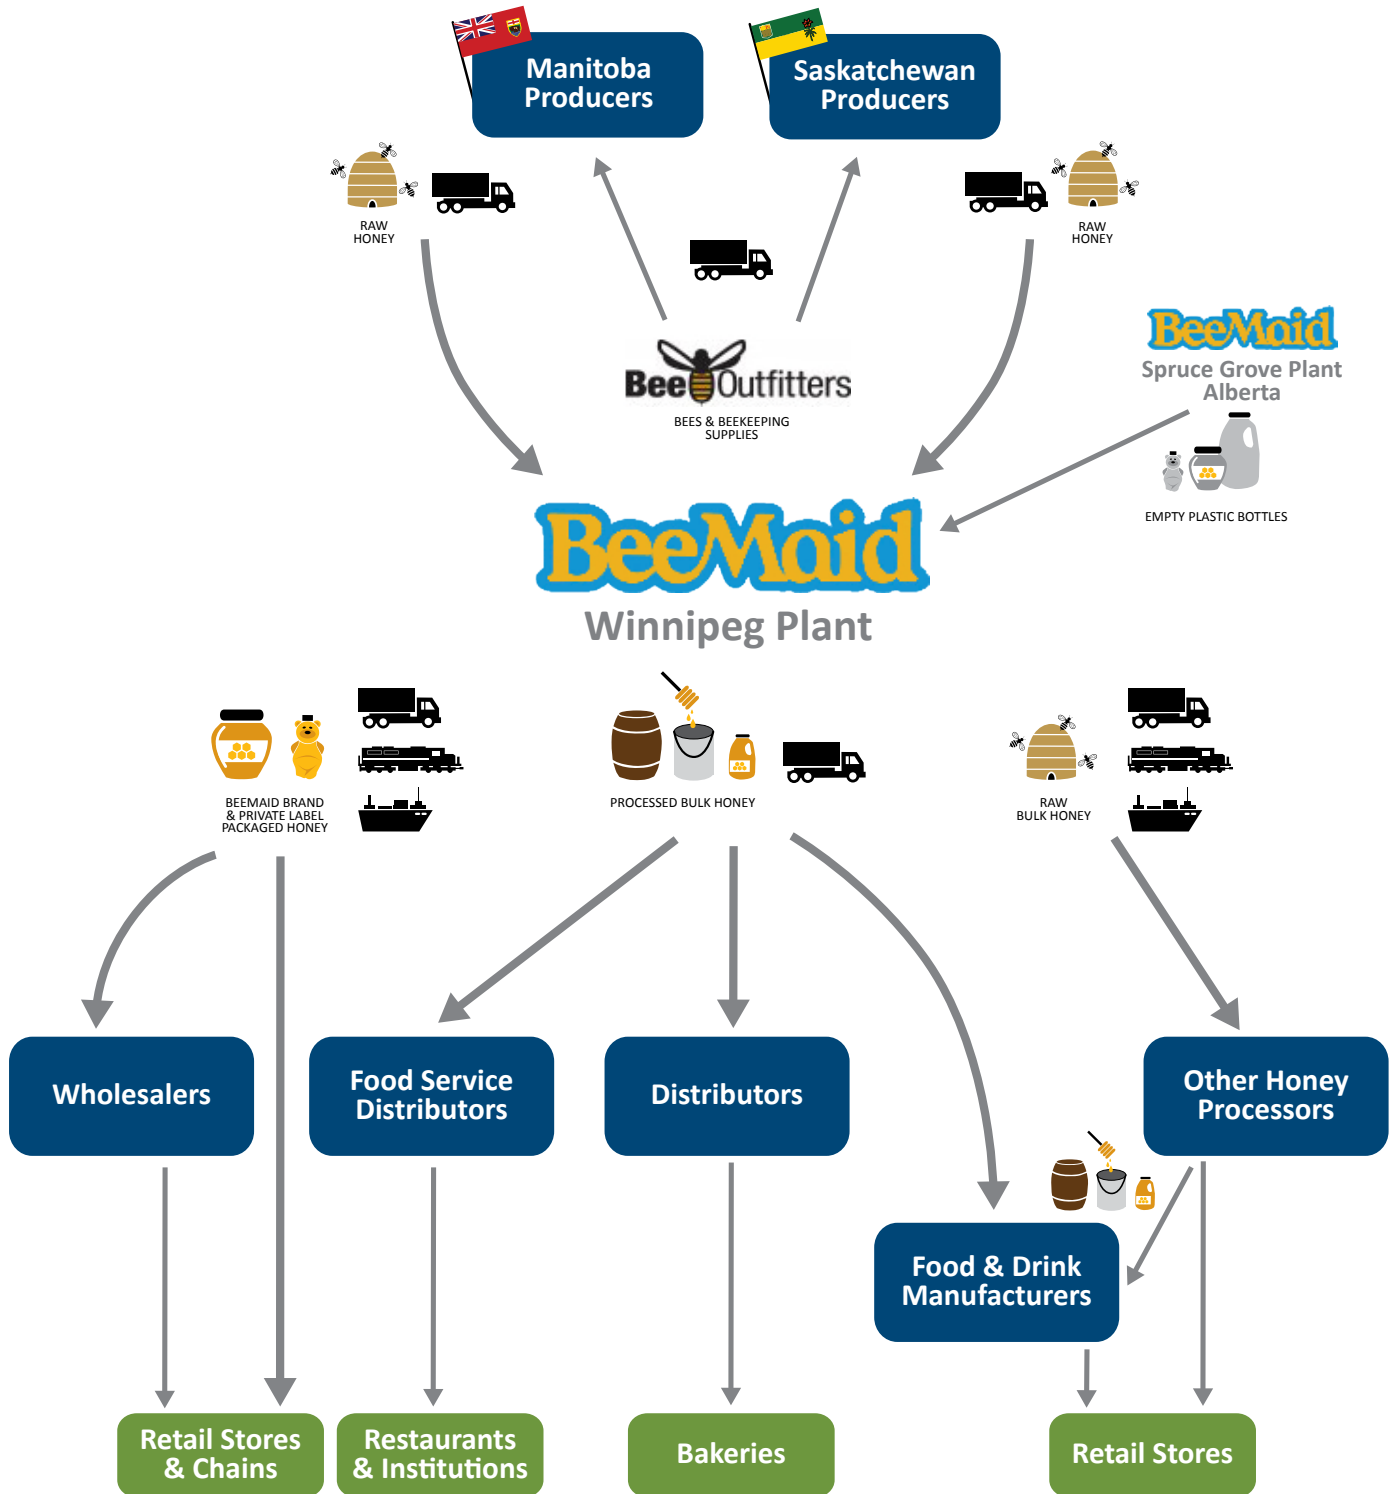 Manitoba
Producers
Saskatchewan
Producers
RAW
HONEY
RAW
HONEY
BeeOutfitters
BEES & BEEKEEPING
SUPPLIES
BeeMaid
Spruce Grove Plant
Alberta
EMPTY PLASTIC BOTTLES
BeeMaid
Winnipeg Plant
BEEMAID BRAND
& PRIVATE LABEL
PACKAGED HONEY
PROCESSED BULK HONEY
RAW
BULK HONEY
Wholesalers
Food Service
Distributors
Distributors
Other Honey
Processors
Food & Drink
Manufacturers
Retail Stores
& Chains
Restaurants
& Institutions
Bakeries
Retail Stores